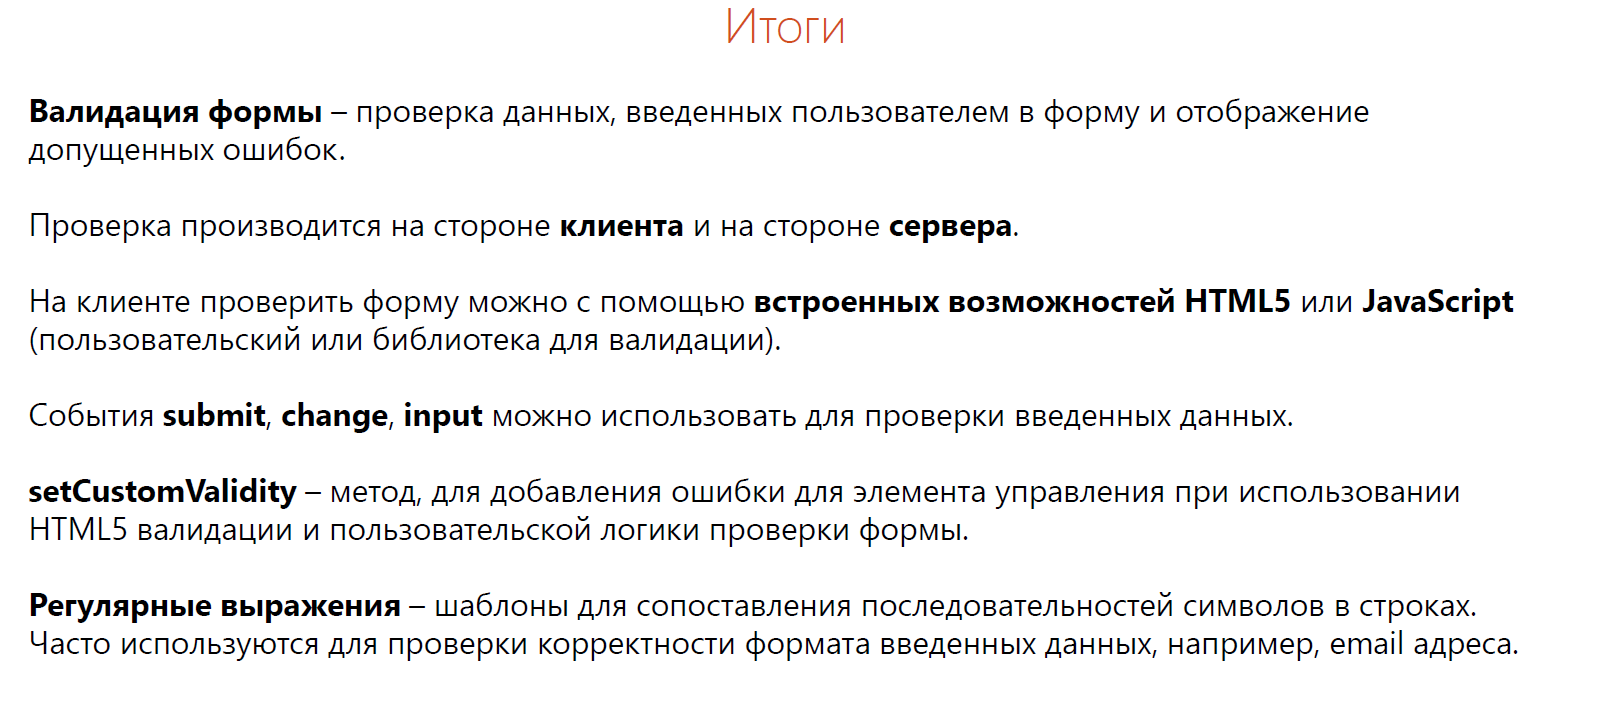 Итоги
Валидация формы – проверка данных, введенных пользователем в форму и отображение
допущенных ошибок.
Проверка производится на стороне клиента и на стороне сервера.
На клиенте проверить форму можно с помощью встроенных возможностей HTML5 или JavaScript
(пользовательский или библиотека для валидации).
События submit, change, input можно использовать для проверки введенных данных.
setCustomValidity – метод, для добавления ошибки для элемента управления при использовании
HTML5 валидации и пользовательской логики проверки формы.
Регулярные выражения – шаблоны для сопоставления последовательностей символов в строках.
Часто используются для проверки корректности формата введенных данных, например, email адреса.